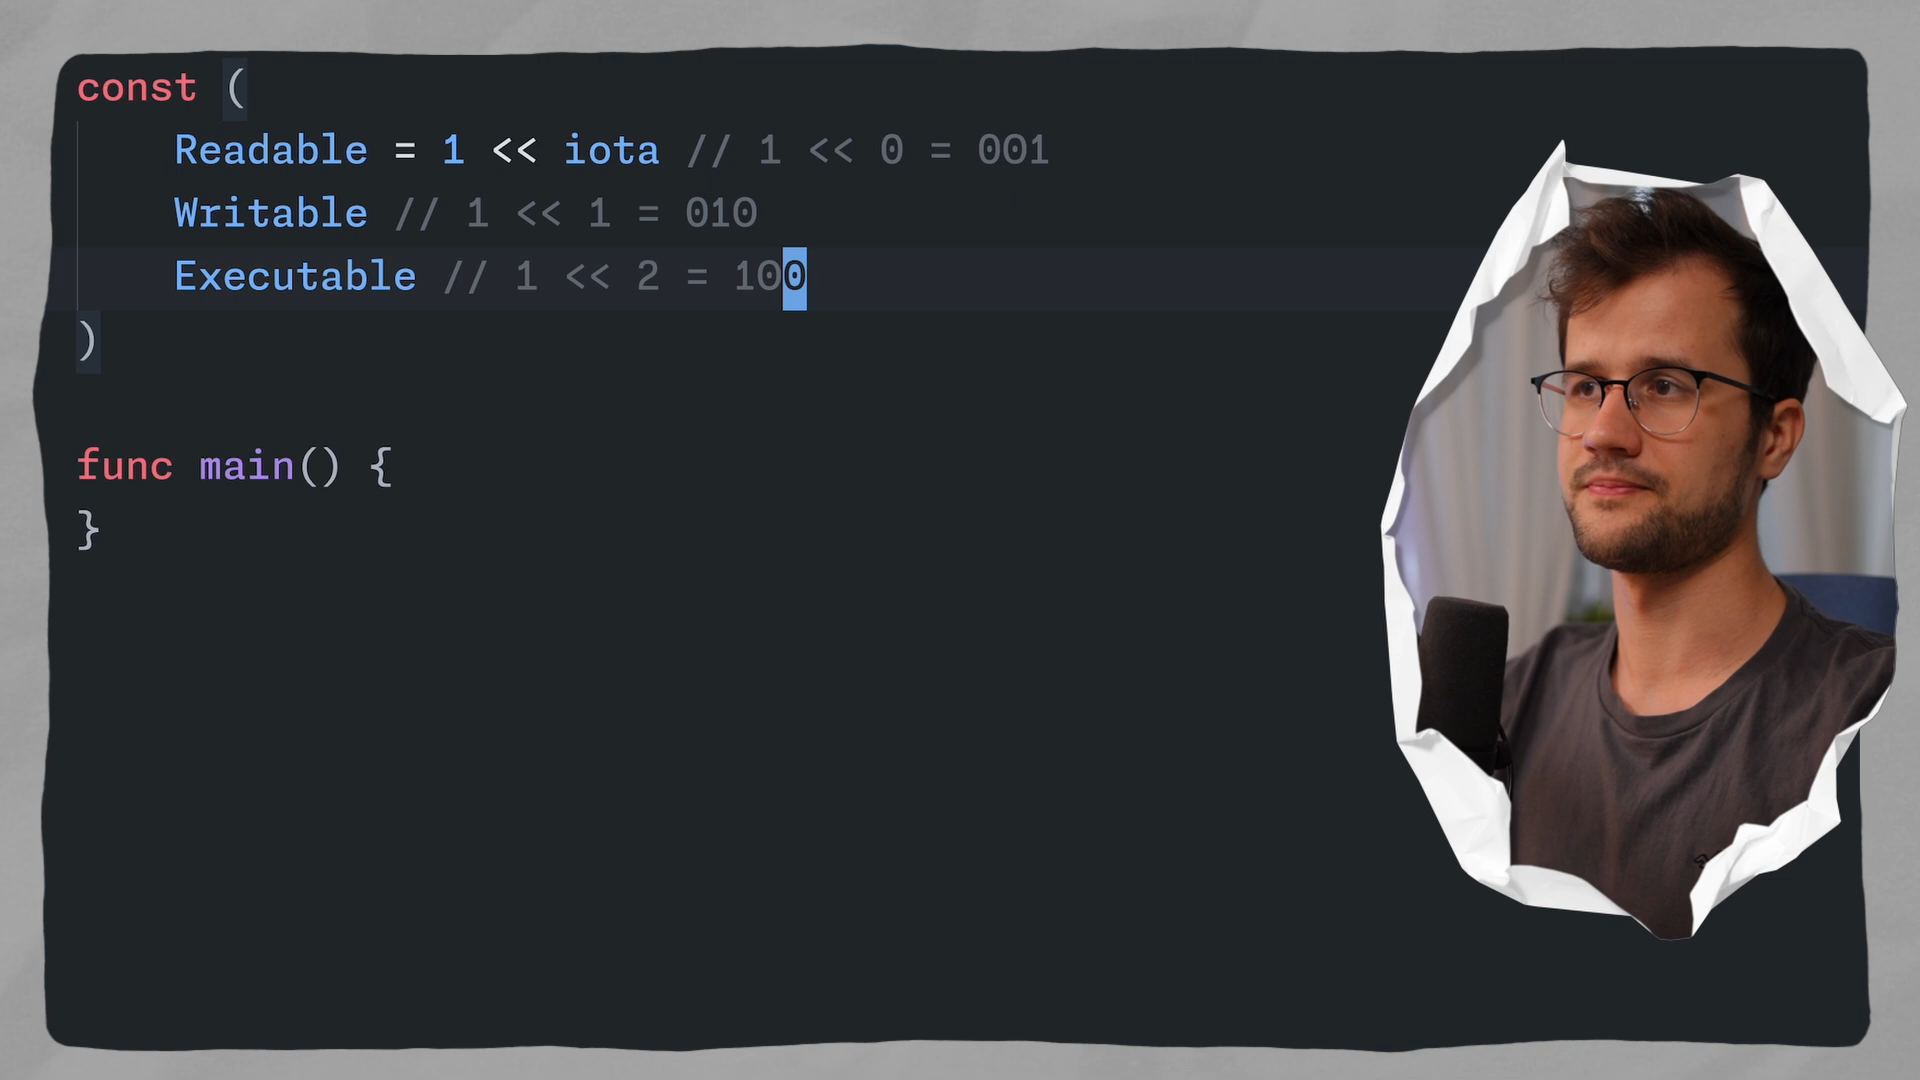 const (
Readable = 1 << iota // 1 << 0 = 001
Writable // 1 << 1 = 010
Executable // 1 << 2 = 100
)
func main() {
}